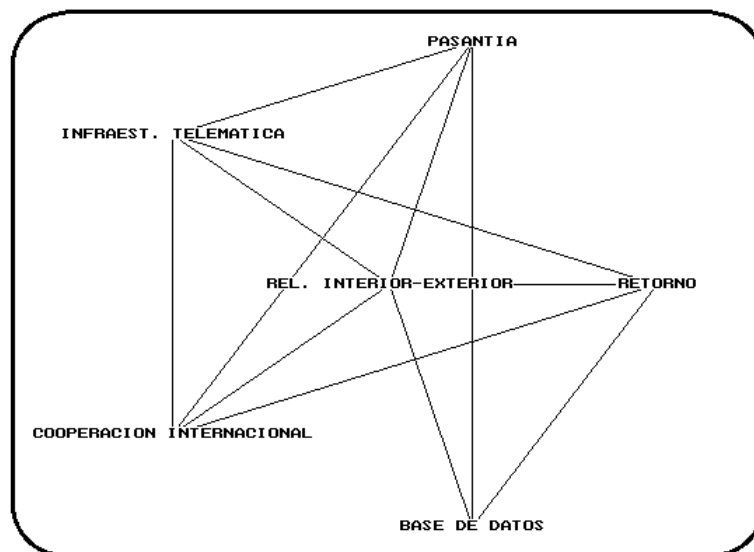 PASANTIA
INFRAEST. TELEMATICA
REL. INTERIOR-EXTERIOR
RETORNO
COOPERACION INTERNACIONAL
BASE DE DATOS